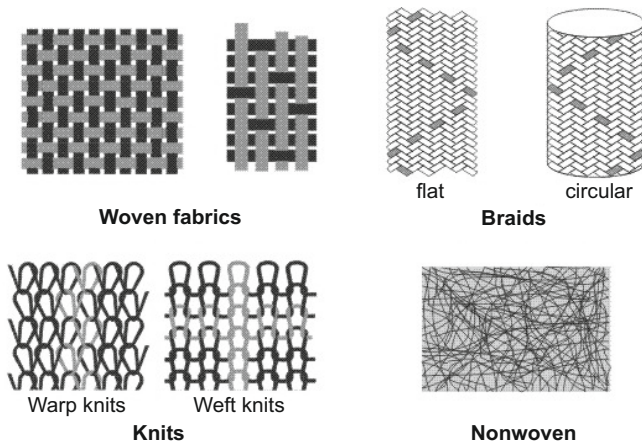 flat
circular
Woven fabrics
Braids
Warp knits
Weft knits
Knits
Nonwoven